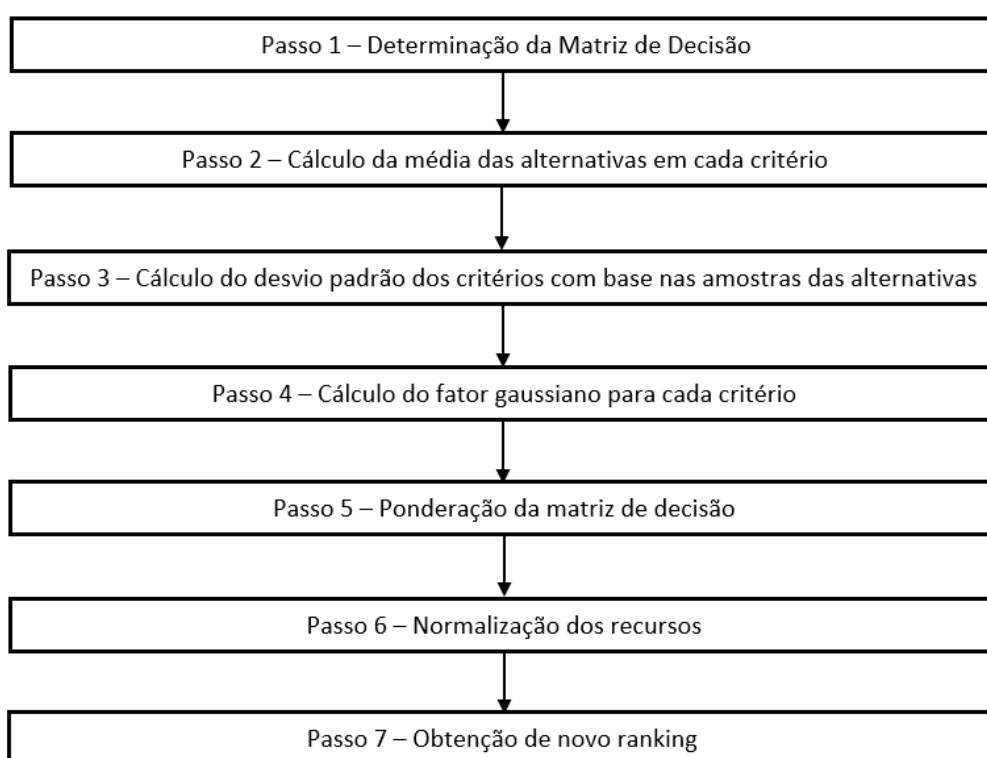 Passo 1 – Determinação da Matriz de Decisão
Passo 2 – Cálculo da média das alternativas em cada critério
Passo 3 – Cálculo do desvio padrão dos critérios com base nas amostras das alternativas
Passo 4 – Cálculo do fator gaussiano para cada critério
Passo 5 – Ponderação da matriz de decisão
Passo 6 – Normalização dos recursos
Passo 7 – Obtenção de novo ranking